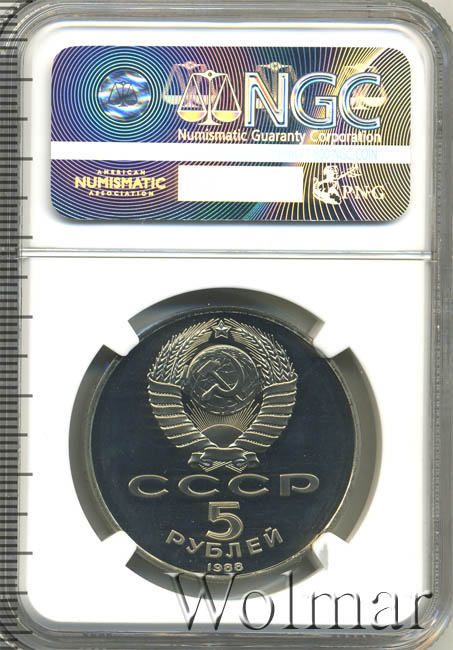 NGC
Numismatic Guaranty Corporation
AMERICAN
NUMISMATIC
ASSOCIATION
PNG
СССР
5
РУБЛЕЙ
1988
Wolmar